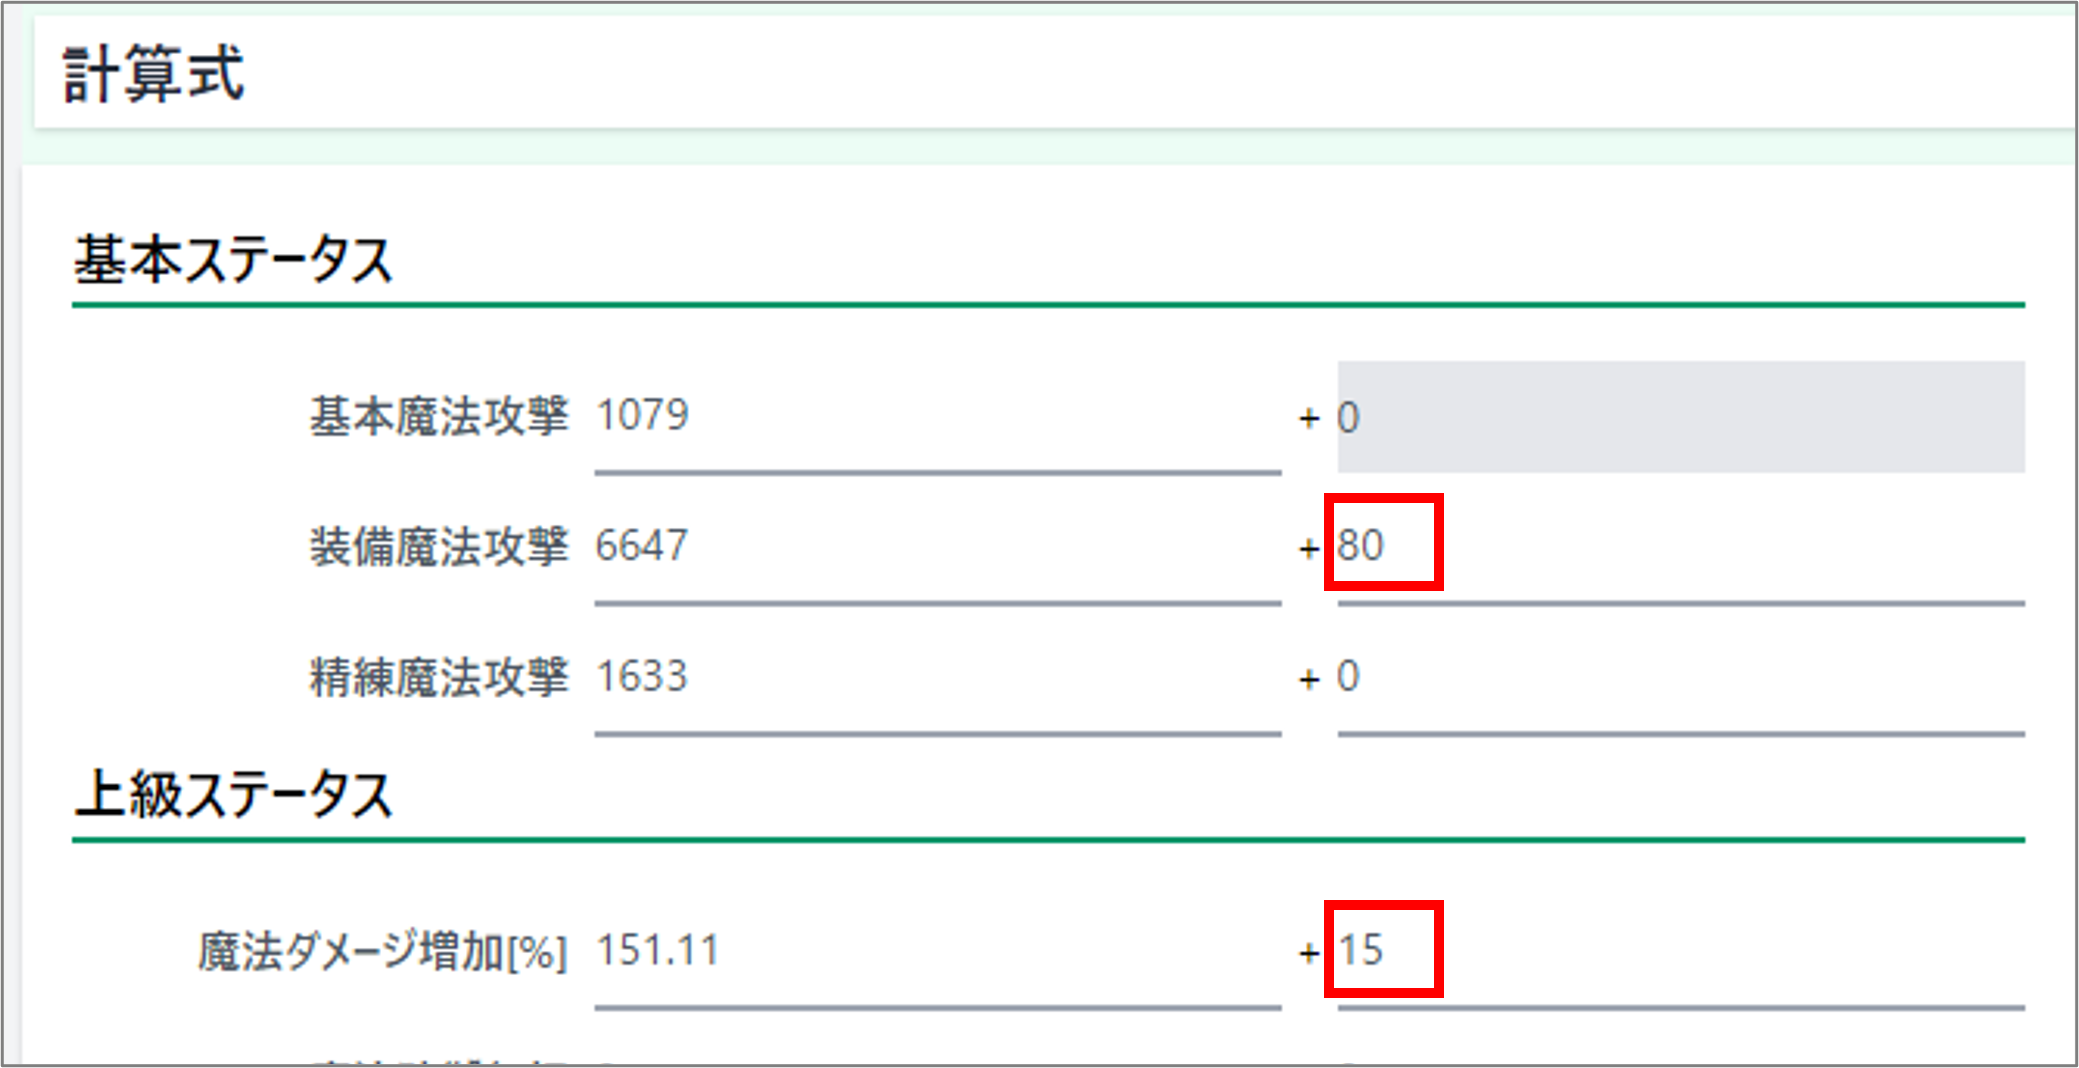 計算式
基本ステータス
基本魔法攻撃 1079 + 0
装備魔法攻撃 6647 + 80
精練魔法攻撃 1633 + 0
上級ステータス
魔法ダメージ増加[%] 151.11 + 15